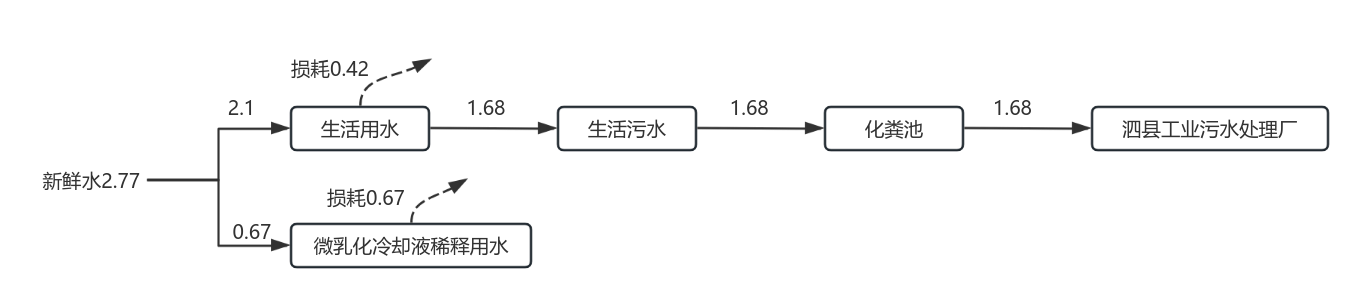 损耗0.42
2.1
1.68
1.68
1.68
生活用水
生活污水
化粪池
泗县工业污水处理厂
新鲜水2.77
损耗0.67
0.67
微乳化冷却液稀释用水